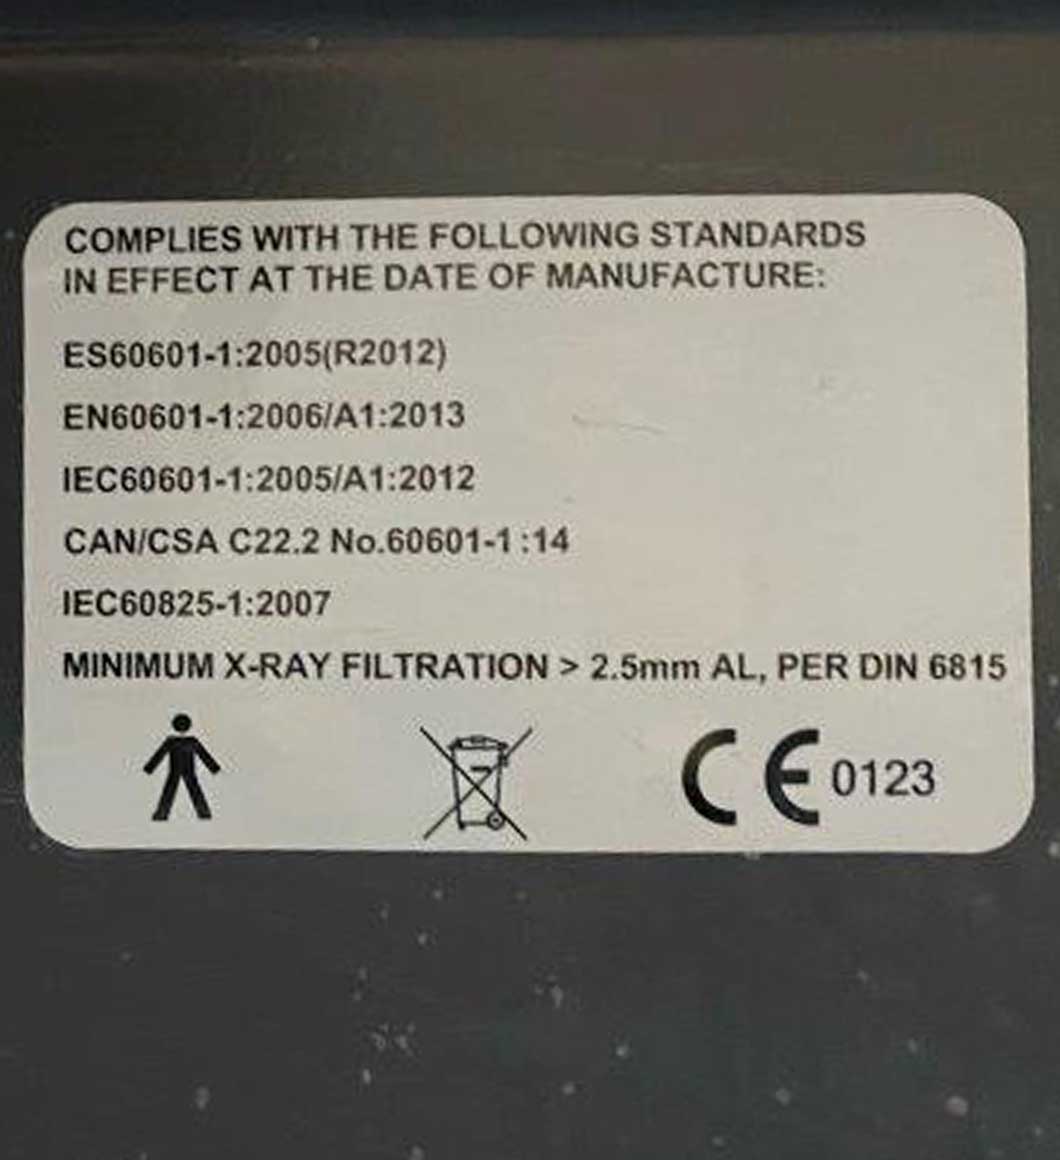 COMPLIES WITH THE FOLLOWING STANDARDS
IN EFFECT AT THE DATE OF MANUFACTURE:
ES60601-1:2005(R2012)
EN60601-1:2006/A1:2013
IEC60601-1:2005/A1:2012
CAN/CSA C22.2 No.60601-1:14
IEC60825-1:2007
MINIMUM X-RAY FILTRATION > 2.5mm AL, PER DIN 6815
CE 0123